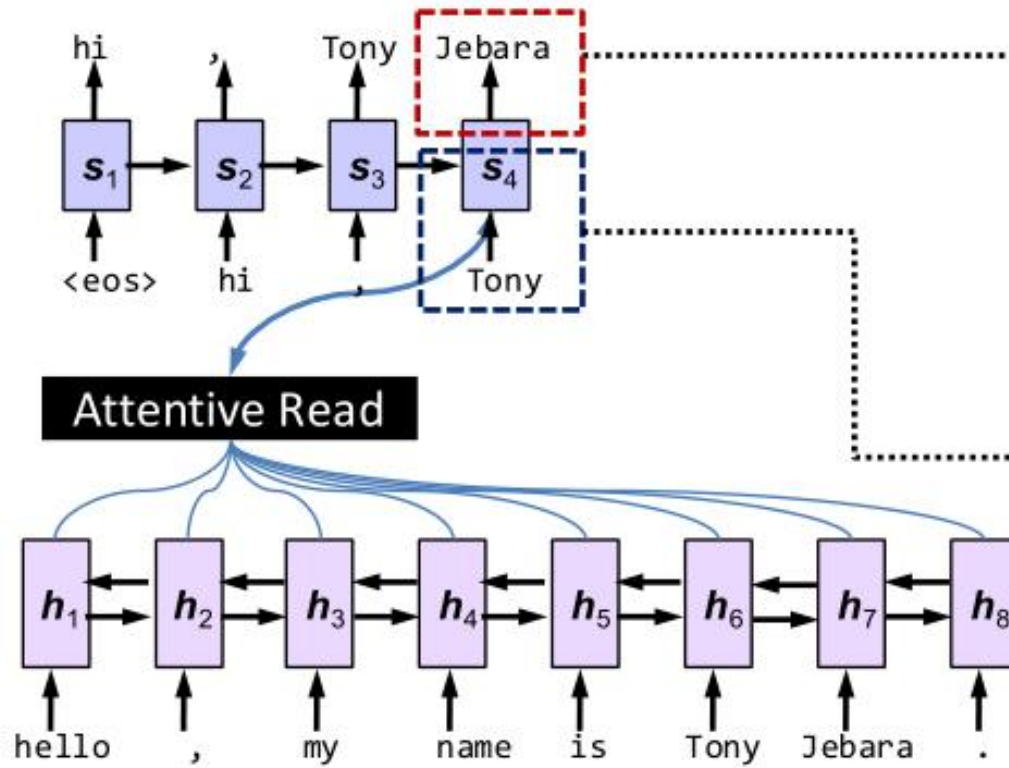 hi , Tony Jebara
s1 s2 s3 s4
<eos> hi , Tony
Attentive Read
h1 h2 h3 h4 h5 h6 h7 h8
hello , my name is Tony Jebara .